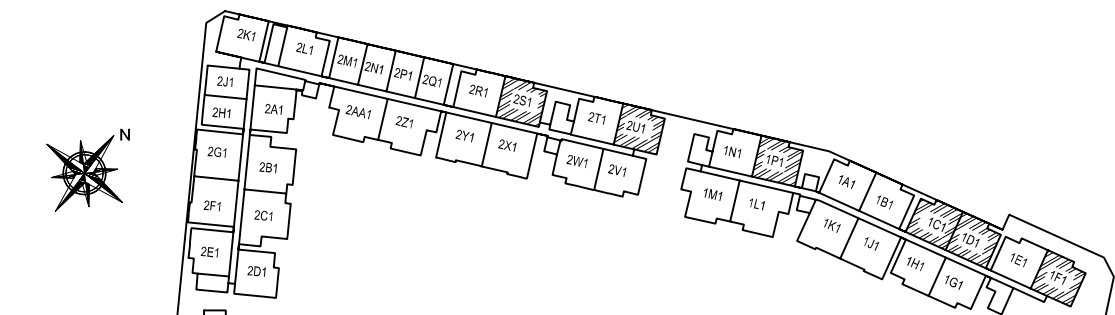 2K1
2L1
2M1
2N1
2P1
2Q1
2R1
2S1
2T1
2U1
2J1
2H1
2A1
2AA1
2Z1
2Y1
2X1
2W1
2V1
N
2G1
2B1
2F1
2C1
2E1
2D1
1N1
1P1
1A1
1B1
1C1
1D1
1E1
1F1
1M1
1L1
1K1
1J1
1H1
1G1